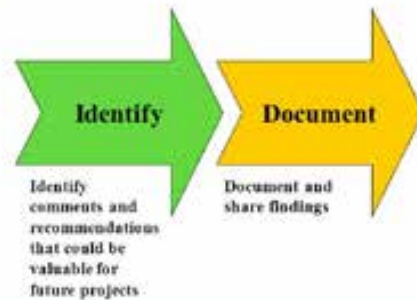 Identify
Document
Identify
comments and
recommendations
that could be
valuable for
future projects
Document and
share findings